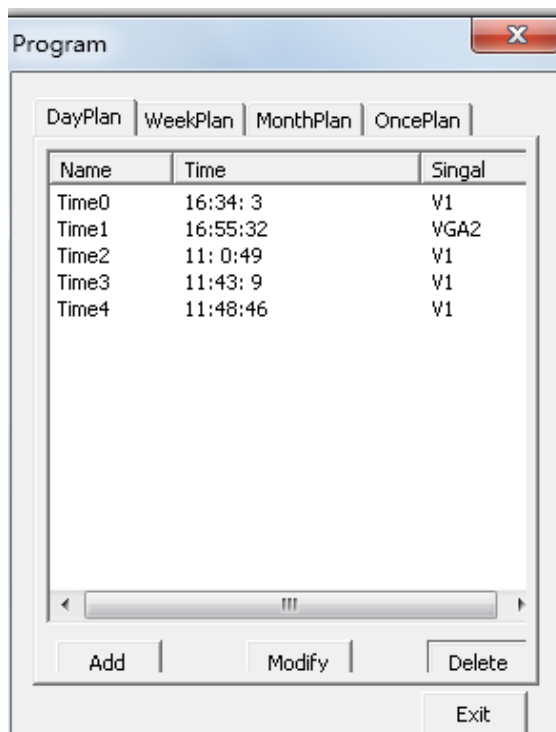 Program
DayPlan WeekPlan MonthPlan OncePlan
Name Time Singal
Time0 16:34: 3 V1
Time1 16:55:32 VGA2
Time2 11: 0:49 V1
Time3 11:43: 9 V1
Time4 11:48:46 V1
Add Modify Delete
Exit